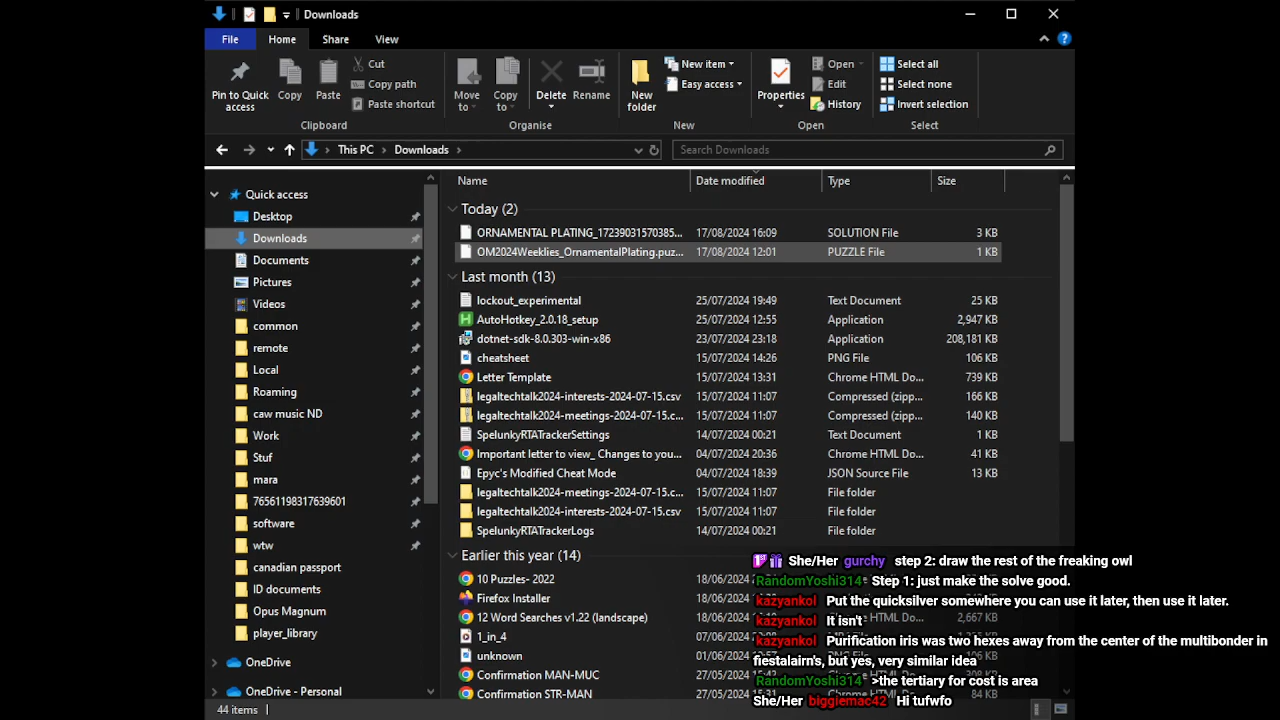 Downloads
File Home Share View
Pin to Quick access
Copy
Paste
Cut
Copy path
Paste shortcut
Clipboard
Move to
Copy to
Delete
Rename
Organise
New folder
New item
Easy access
New
Properties
Open
Edit
History
Open
Select all
Select none
Invert selection
Select
This PC > Downloads >
Search Downloads
Quick access
Desktop
Downloads
Documents
Pictures
Videos
common
remote
Local
Roaming
caw music ND
Work
Stuf
mara
76561198317639601
software
wtw
canadian passport
ID documents
Opus Magnum
player_library
OneDrive
OneDrive - Personal
Name Date modified Type Size
Today (2)
ORNAMENTAL PLATING_17239031570385... 17/08/2024 16:09 SOLUTION File 3 KB
OM2024Weeklies_OrnamentalPlating.puz... 17/08/2024 12:01 PUZZLE File 1 KB
Last month (13)
lockout_experimental 25/07/2024 19:49 Text Document 25 KB
AutoHotkey_2.0.18_setup 25/07/2024 12:55 Application 2,947 KB
dotnet-sdk-8.0.303-win-x86 23/07/2024 23:18 Application 208,181 KB
cheatsheet 15/07/2024 14:26 PNG File 106 KB
Letter Template 15/07/2024 13:31 Chrome HTML Do... 739 KB
legaltechtalk2024-interests-2024-07-15.csv 15/07/2024 11:07 Compressed (zipp... 166 KB
legaltechtalk2024-meetings-2024-07-15.c... 15/07/2024 11:07 Compressed (zipp... 140 KB
SpelunkyRTATrackerSettings 14/07/2024 00:21 Text Document 1 KB
Important letter to view_ Changes to you... 04/07/2024 20:36 Chrome HTML Do... 41 KB
Epyc's Modified Cheat Mode 04/07/2024 18:39 JSON Source File 13 KB
legaltechtalk2024-meetings-2024-07-15.c... 15/07/2024 11:07 File folder
legaltechtalk2024-interests-2024-07-15.csv 15/07/2024 11:07 File folder
SpelunkyRTATrackerLogs 14/07/2024 00:21 File folder
Earlier this year (14)
10 Puzzles- 2022 18/06/
Firefox Installer 18/06/
12 Word Searches v1.22 (landscape) 18/06/
1_in_4 07/06/
unknown 01/06/
Confirmation MAN-MUC 27/05/
Confirmation STR-MAN 27/05/
44 items
She/Her gurchy step 2: draw the rest of the freaking owl
RandomYoshi314 Step 1: just make the solve good.
kazyankol Put the quicksilver somewhere you can use it later, then use it later.
kazyankol It isn't
kazyankol Purification iris was two hexes away from the center of the multibonder in
fiestalairn's, but yes, very similar idea
RandomYoshi314 >the tertiary for cost is area
She/Her biggiemac42 Hi tufwfo